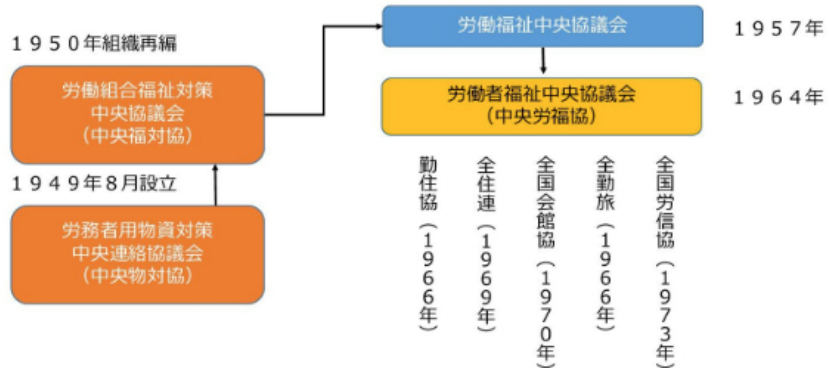 1950年組織再編
労働組合福祉対策
中央協議会
（中央福対協）
1949年8月設立
労務者用物資対策
中央連絡協議会
（中央物対協）
労働福祉中央協議会
1957年
労働者福祉中央協議会
（中央労福協）
1964年
勤住協（1966年）
全住連（1969年）
全国会館協（1970年）
全勤旅（1966年）
全国労信協（1973年）